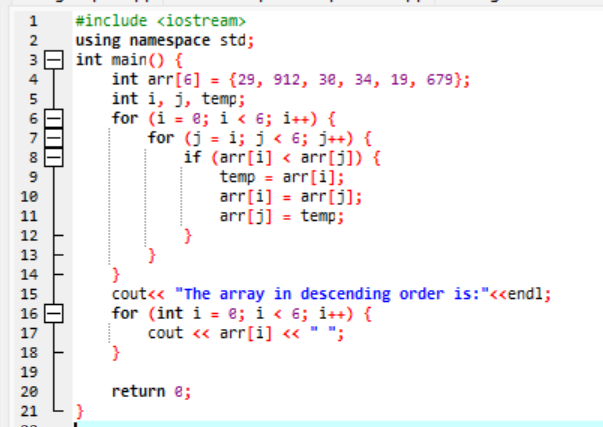 1 #include <iostream>
2 using namespace std;
3 int main() {
4 int arr[6] = {29, 912, 30, 34, 19, 679};
5 int i, j, temp;
6 for (i = 0; i < 6; i++) {
7 for (j = i; j < 6; j++) {
8 if (arr[i] < arr[j]) {
9 temp = arr[i];
10 arr[i] = arr[j];
11 arr[j] = temp;
12 }
13 }
14 }
15 cout<< "The array in descending order is:"<<endl;
16 for (int i = 0; i < 6; i++) {
17 cout << arr[i] << " ";
18 }
19
20 return 0;
21 }